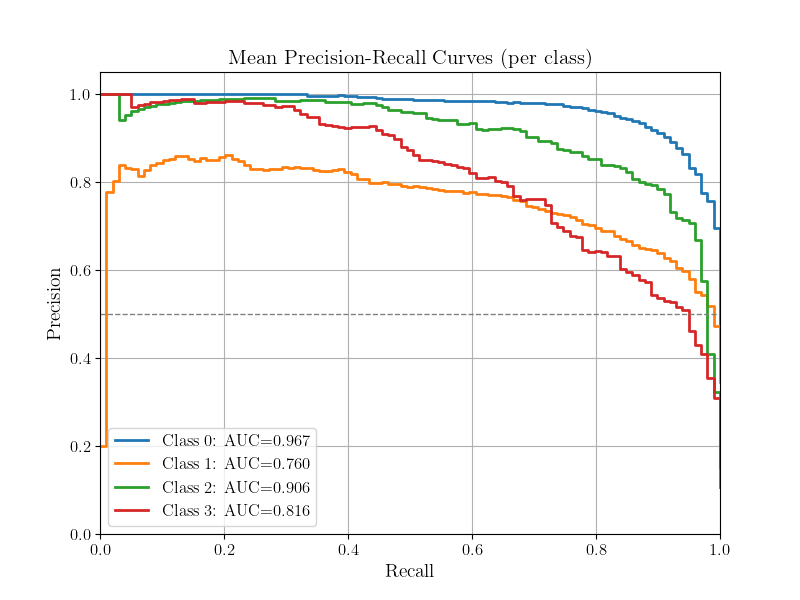 Mean Precision-Recall Curves (per class)
1.0
0.8
0.6
0.4
0.2
0.0
Precision
Class 0: AUC=0.967
Class 1: AUC=0.760
Class 2: AUC=0.906
Class 3: AUC=0.816
0.0 0.2 0.4 0.6 0.8 1.0
Recall